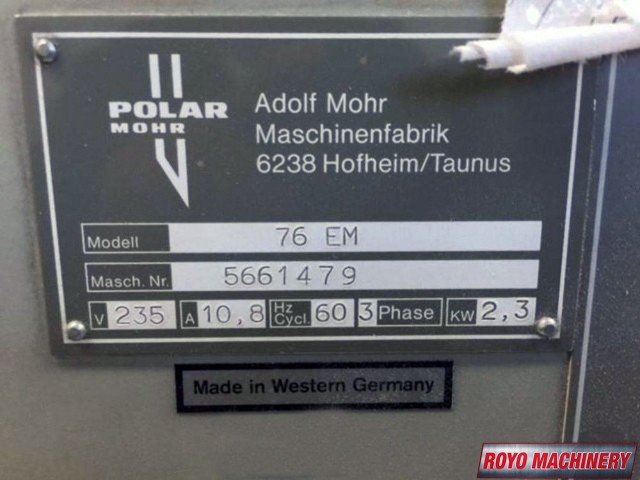 POLAR
MOHR
Adolf Mohr
Maschinenfabrik
6238 Hofheim/Taunus
Modell 76 EM
Masch. Nr. 5661479
V 235 A 10,8 Hz Cycl. 60 3 Phase KW 2,3
Made in Western Germany
ROYO MACHINERY